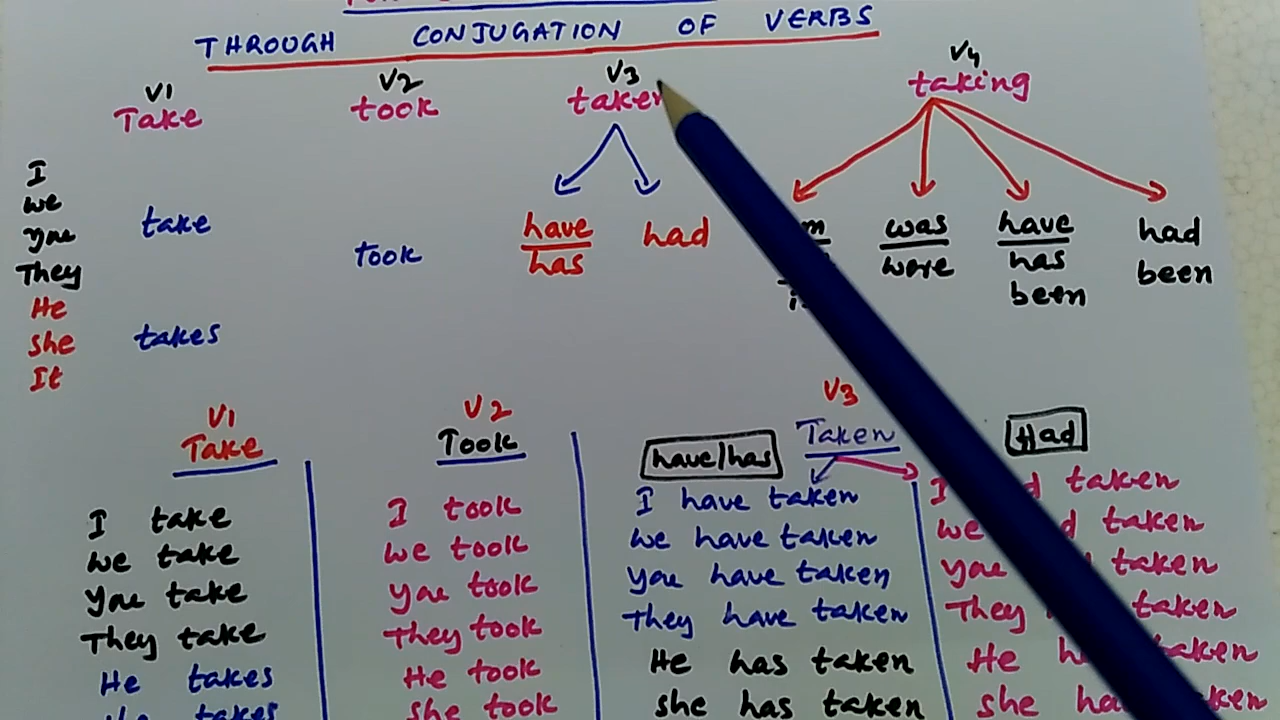 THROUGH CONJUGATION OF VERBS
V1 V2 V3 V4
Take took taken taking
I
we
you
They
He
she
It
take
takes
took
have
has
had
was
were
have
has
been
had
been
V1
Take
I take
we take
you take
They take
He takes
she takes
V2
Took
I took
we took
you took
They took
He took
she took
V3
Taken
have/has
I have taken
we have taken
you have taken
They have taken
He has taken
she has taken
Had
I taken
we taken
you taken
They taken
He taken
she